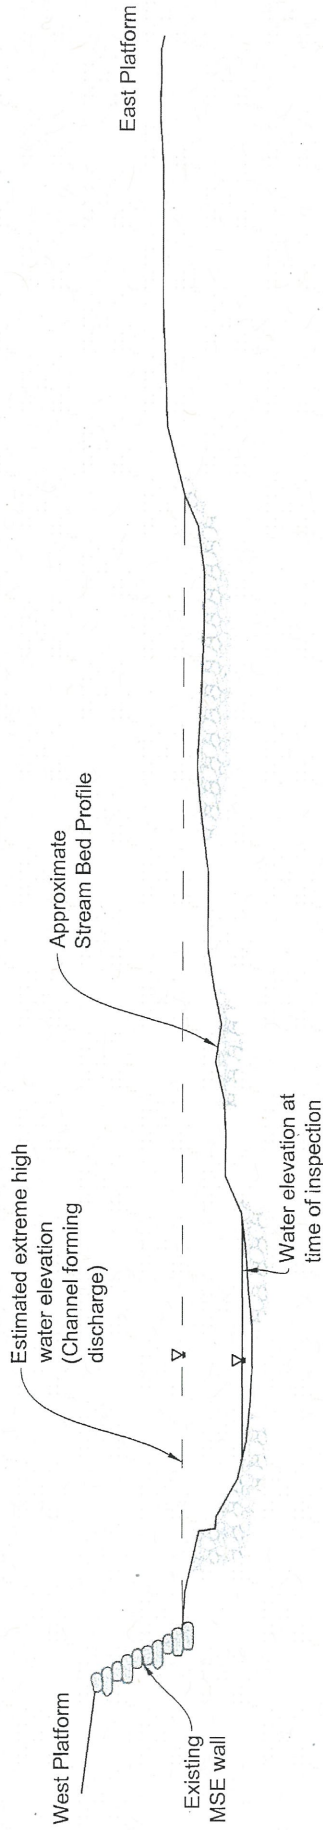 West Platform
Existing
MSE wall
Estimated extreme high
water elevation
(Channel forming
discharge)
Water elevation at
time of inspection
Approximate
Stream Bed Profile
East Platform